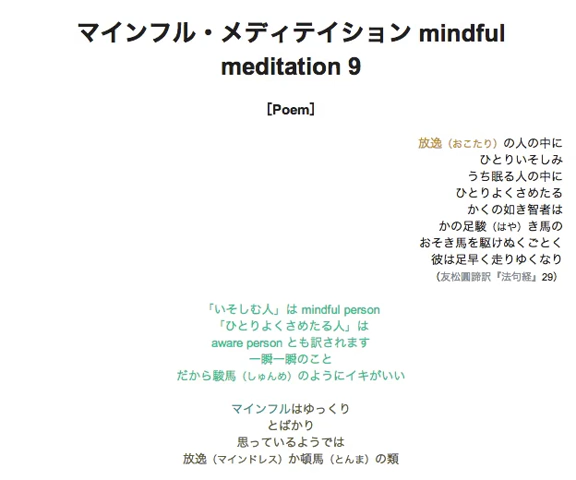 マインフル・メディテイション mindful
meditation 9
［Poem］
放逸（おこたり）の人の中に
ひとりいそしみ
うち眠る人の中に
ひとりよくさめたる
かくの如き智者は
かの足駿（はや）き馬の
おそき馬を駆けぬくごとく
彼は足早く走りゆくなり
（友松圓諦訳『法句経』29）
「いそしむ人」は mindful person
「ひとりよくさめたる人」は
aware person とも訳されます
一瞬一瞬のこと
だから駿馬（しゅんめ）のようにイキがいい
マインフルはゆっくり
とばかり
思っているようでは
放逸（マインドレス）か頓馬（とんま）の類